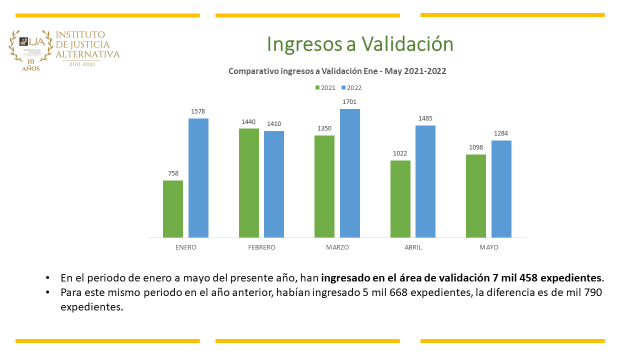 IJA
10
AÑOS
INSTITUTO
DE JUSTICIA
ALTERNATIVA
2011-2021
Ingresos a Validación
Comparativo ingresos a Validación Ene - May 2021-2022
2021 2022
758 1578 1440 1410 1350 1701 1022 1485 1098 1284
ENERO FEBRERO MARZO ABRIL MAYO
• En el periodo de enero a mayo del presente año, han ingresado en el área de validación 7 mil 458 expedientes.
• Para este mismo periodo en el año anterior, habían ingresado 5 mil 668 expedientes, la diferencia es de mil 790
expedientes.